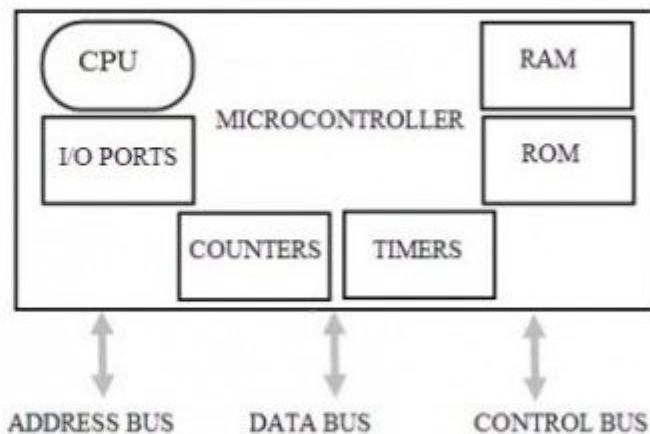 CPU
RAM
MICROCONTROLLER
I/O PORTS
ROM
COUNTERS
TIMERS
ADDRESS BUS
DATA BUS
CONTROL BUS